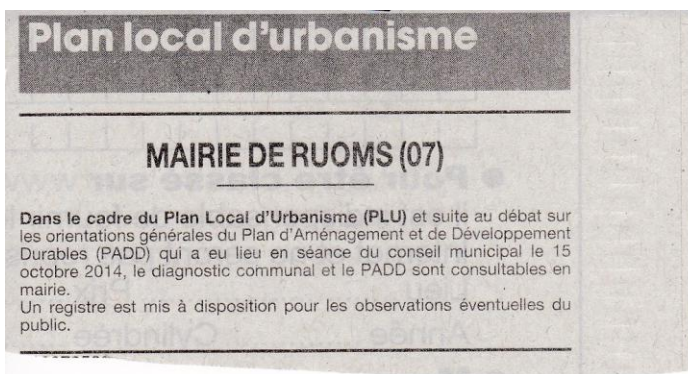 Plan local d'urbanisme
MAIRIE DE RUOMS (07)
Dans le cadre du Plan Local d'Urbanisme (PLU) et suite au débat sur
les orientations générales du Plan d'Aménagement et de Développement
Durables (PADD) qui a eu lieu en séance du conseil municipal le 15
octobre 2014, le diagnostic communal et le PADD sont consultables en
mairie.
Un registre est mis à disposition pour les observations éventuelles du
public.